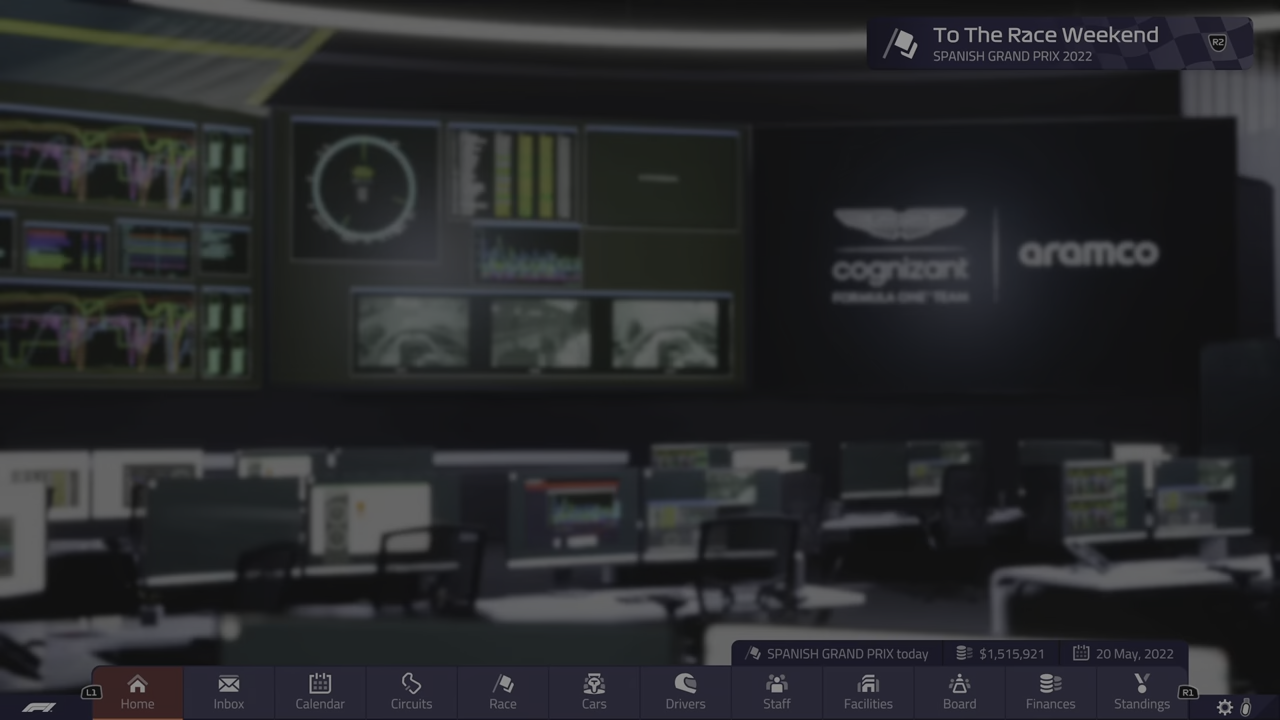 To The Race Weekend
SPANISH GRAND PRIX 2022
R2
cognizant
FORMULA ONE TEAM
aramco
SPANISH GRAND PRIX today
$1,515,921
20 May, 2022
L1
Home
Inbox
Calendar
Circuits
Race
Cars
Drivers
Staff
Facilities
Board
Finances
Standings
R1